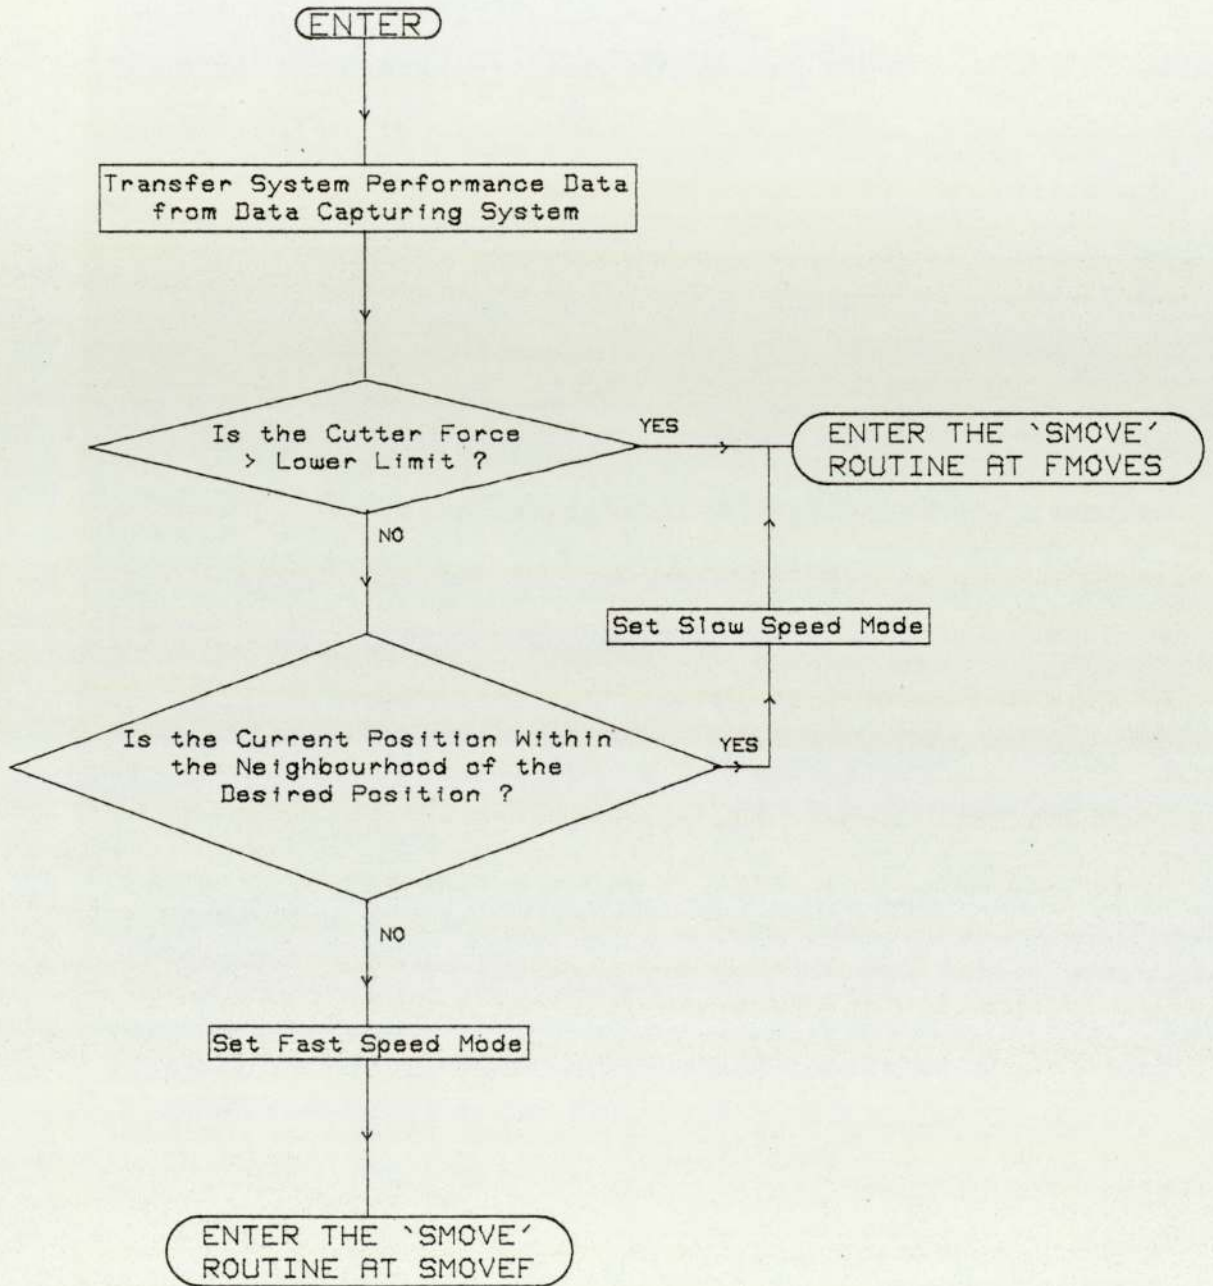 ENTER
Transfer System Performance Data
from Data Capturing System
Is the Cutter Force
> Lower Limit ?
YES
ENTER THE `SMOVE´
ROUTINE AT FMOVES
NO
Set Slow Speed Mode
Is the Current Position Within
the Neighbourhood of the
Desired Position ?
YES
NO
Set Fast Speed Mode
ENTER THE `SMOVE´
ROUTINE AT SMOVEF